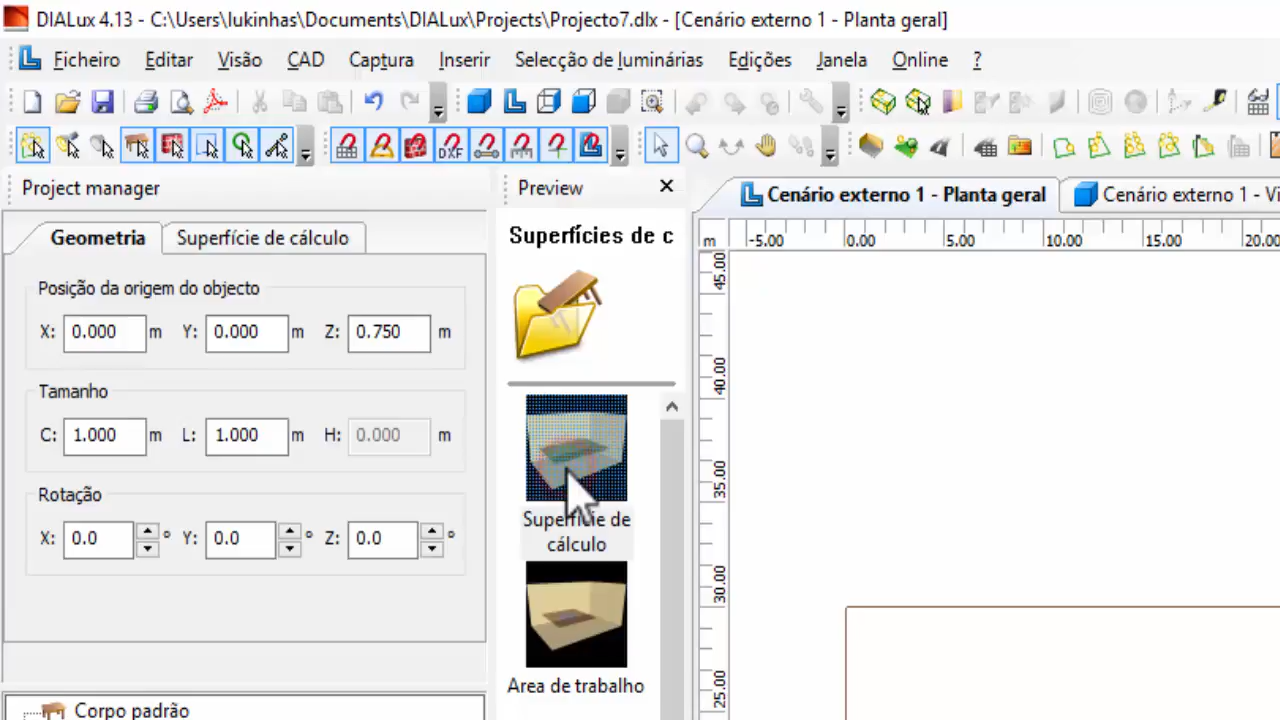 DIALux 4.13 - C:\Users\lukinhas\Documents\DIALux\Projects\Projecto7.dlx - [Cenário externo 1 - Planta geral]
Ficheiro Editar Visão CAD Captura Inserir Selecção de luminárias Edições Janela Online ?
DXF
Project manager
Preview
Cenário externo 1 - Planta geral
Cenário externo 1 - Vi
Geometria
Superfície de cálculo
Superfícies de c
m -5.00 0.00 5.00 10.00 15.00 20.00
45.00
40.00
35.00
30.00
25.00
Posição da origem do objecto
X: 0.000 m Y: 0.000 m Z: 0.750 m
Tamanho
C: 1.000 m L: 1.000 m H: 0.000 m
Rotação
X: 0.0 ° Y: 0.0 ° Z: 0.0 °
Superfície de
cálculo
Area de trabalho
Corpo padrão